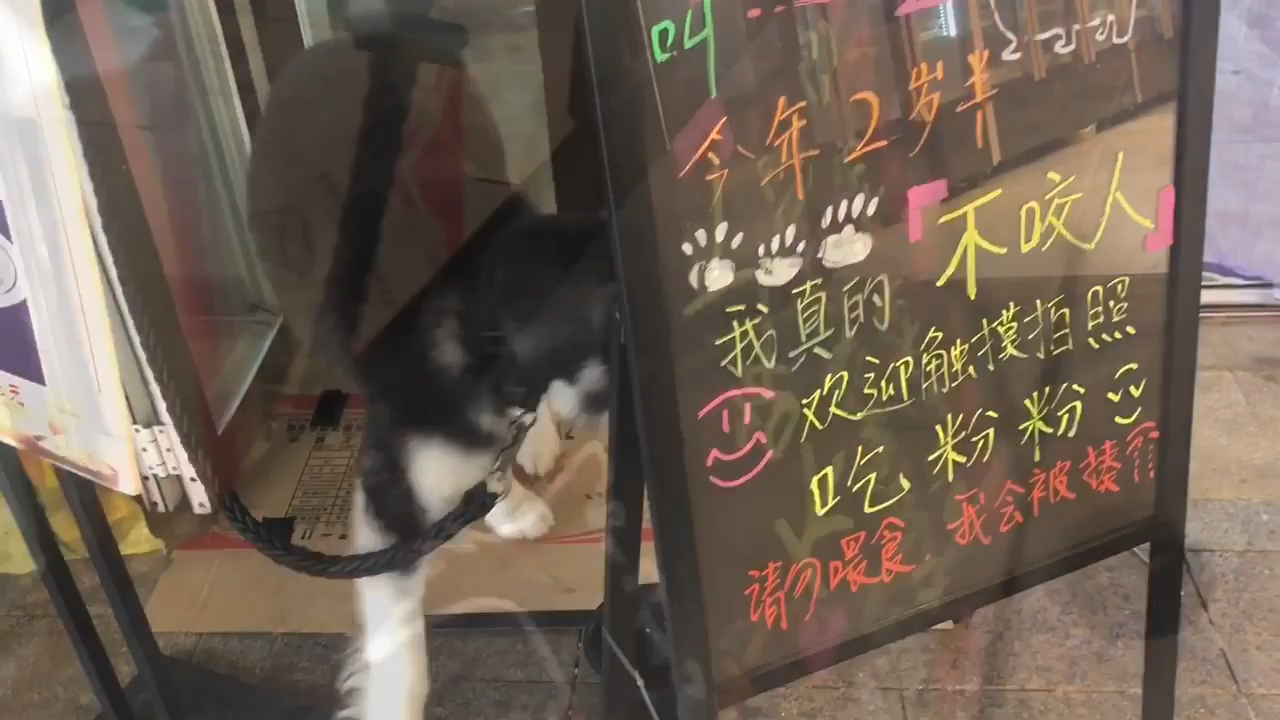 叫
今年2岁半
「不咬人」
我真的
欢迎触摸拍照
吃粉粉
请勿喂食.我会被揍